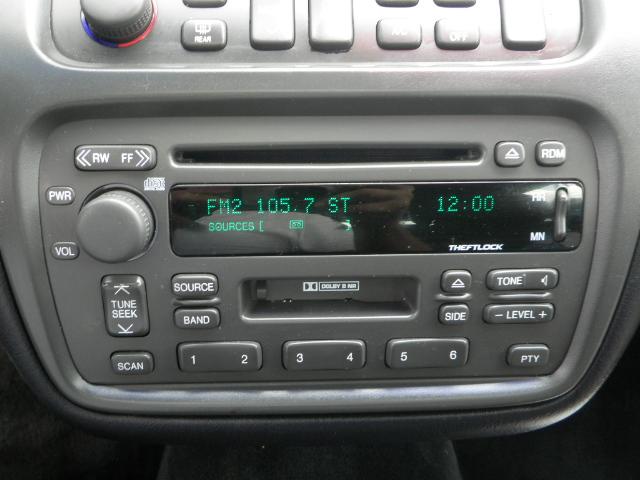 REAR
A/C
OFF
RW FF
RDM
PWR
VOL
FM2 105.7 ST 12:00
SOURCES [ ]
HR
MN
THEFTLOCK
SOURCE
BAND
TUNE
SEEK
SCAN
DOLBY B NR
SIDE
TONE
- LEVEL +
1 2
3 4
5 6
PTY